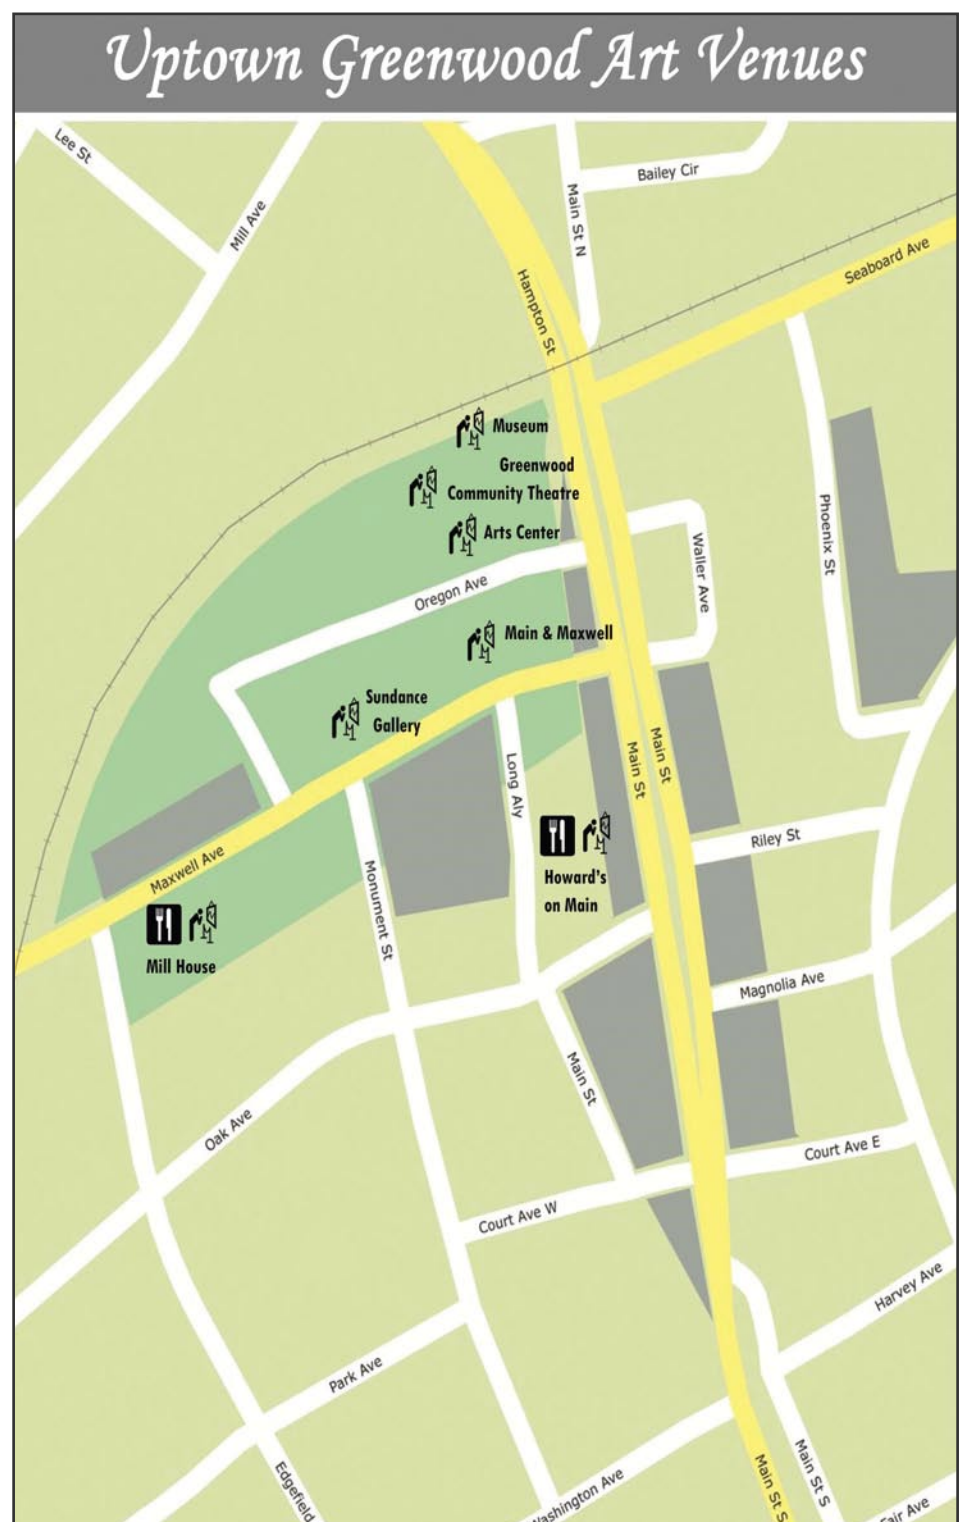 Uptown Greenwood Art Venues
Lee St
Mill Ave
Main St N
Bailey Cir
Seaboard Ave
Hampton St
Museum
Greenwood
Community Theatre
Arts Center
Phoenix St
Waller Ave
Oregon Ave
Main & Maxwell
Sundance
Gallery
Main St
Main St
Long Aly
Riley St
Maxwell Ave
Monument St
Howard's
on Main
Mill House
Magnolia Ave
Main St
Oak Ave
Court Ave E
Court Ave W
Harvey Ave
Park Ave
Edgefield
Washington Ave
Main St S
Main St S
Fair Ave